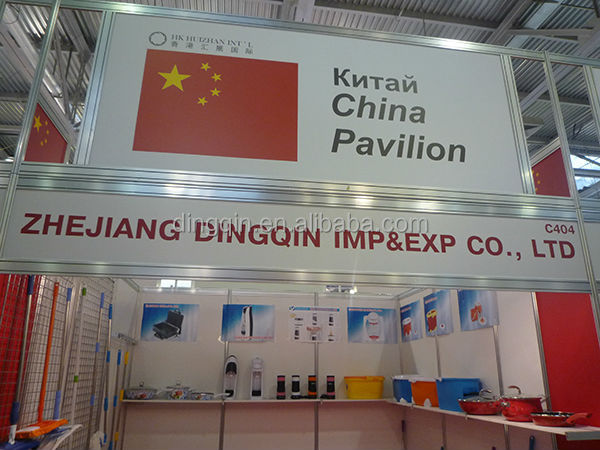 HK HUIZHAN INT'L
香港汇展国际
Китай
China
Pavilion
C404
ZHEJIANG DINGQIN IMP&EXP CO., LTD
dingqin.en.alibaba.com